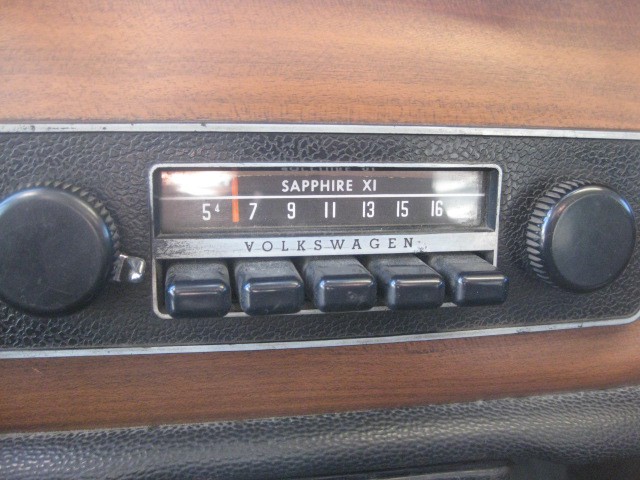 SAPPHIRE XI
5⁴ 7 9 11 13 15 16
VOLKSWAGEN